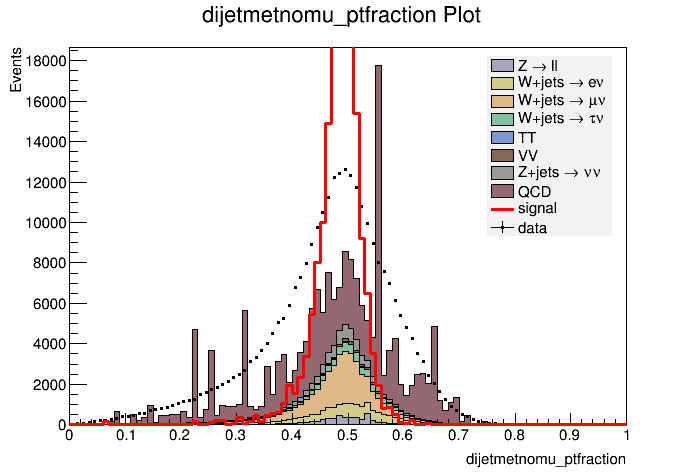 dijetmetnomu_ptfraction Plot
Events
18000
16000
14000
12000
10000
8000
6000
4000
2000
0
Z → ll
W+jets → eν
W+jets → μν
W+jets → τν
TT
VV
Z+jets → νν
QCD
signal
data
0 0.1 0.2 0.3 0.4 0.5 0.6 0.7 0.8 0.9 1
dijetmetnomu_ptfraction